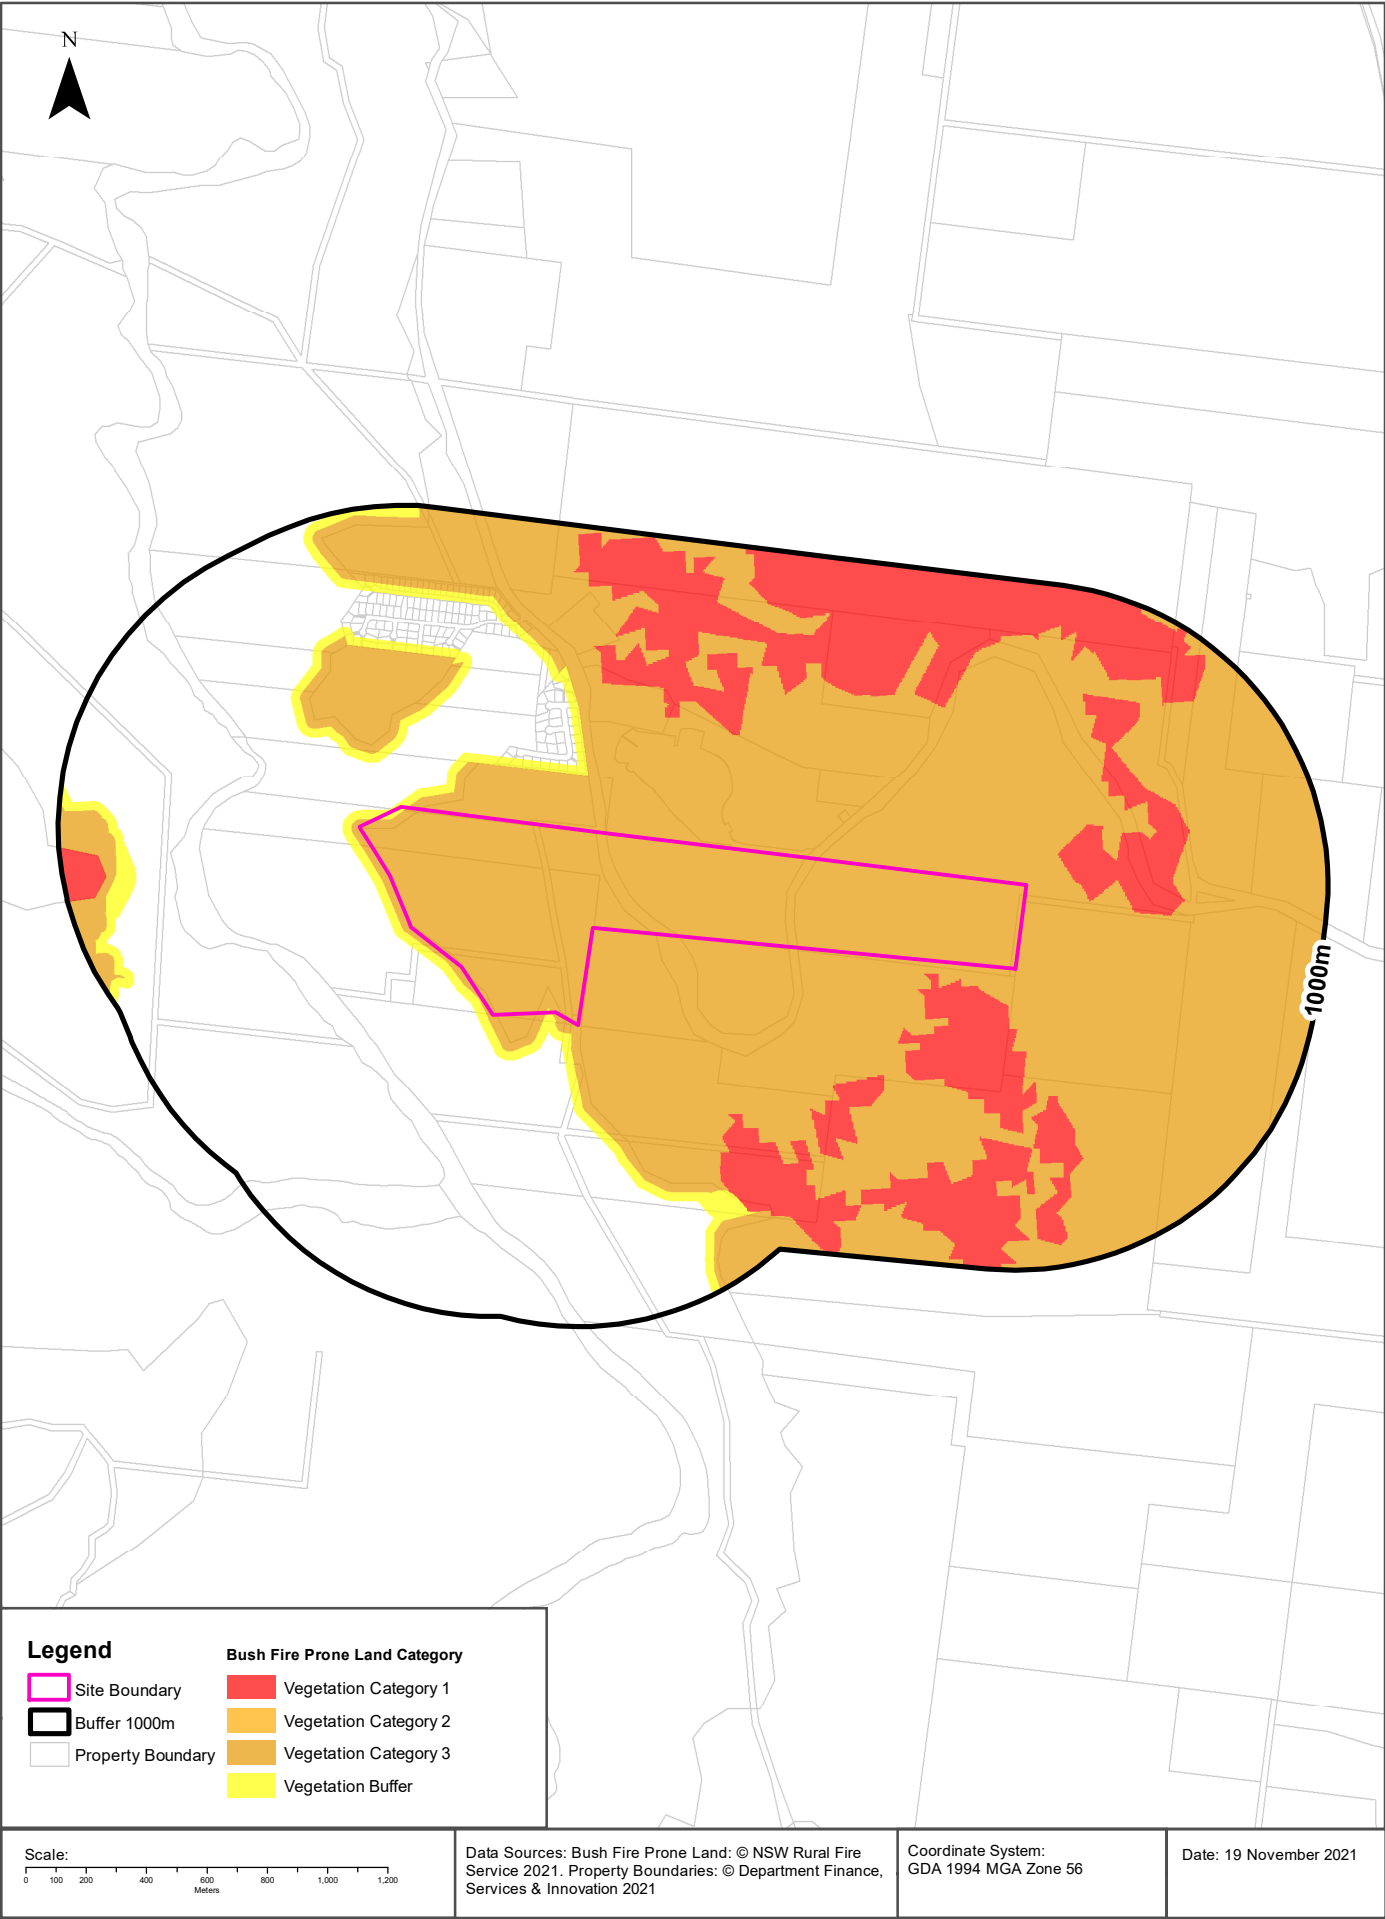 N
1000m
Legend
Site Boundary
Buffer 1000m
Property Boundary
Bush Fire Prone Land Category
Vegetation Category 1
Vegetation Category 2
Vegetation Category 3
Vegetation Buffer
Scale:
0 100 200 400 600 800 1,000 1,200
Meters
Data Sources: Bush Fire Prone Land: © NSW Rural Fire
Service 2021. Property Boundaries: © Department Finance,
Services & Innovation 2021
Coordinate System:
GDA 1994 MGA Zone 56
Date: 19 November 2021